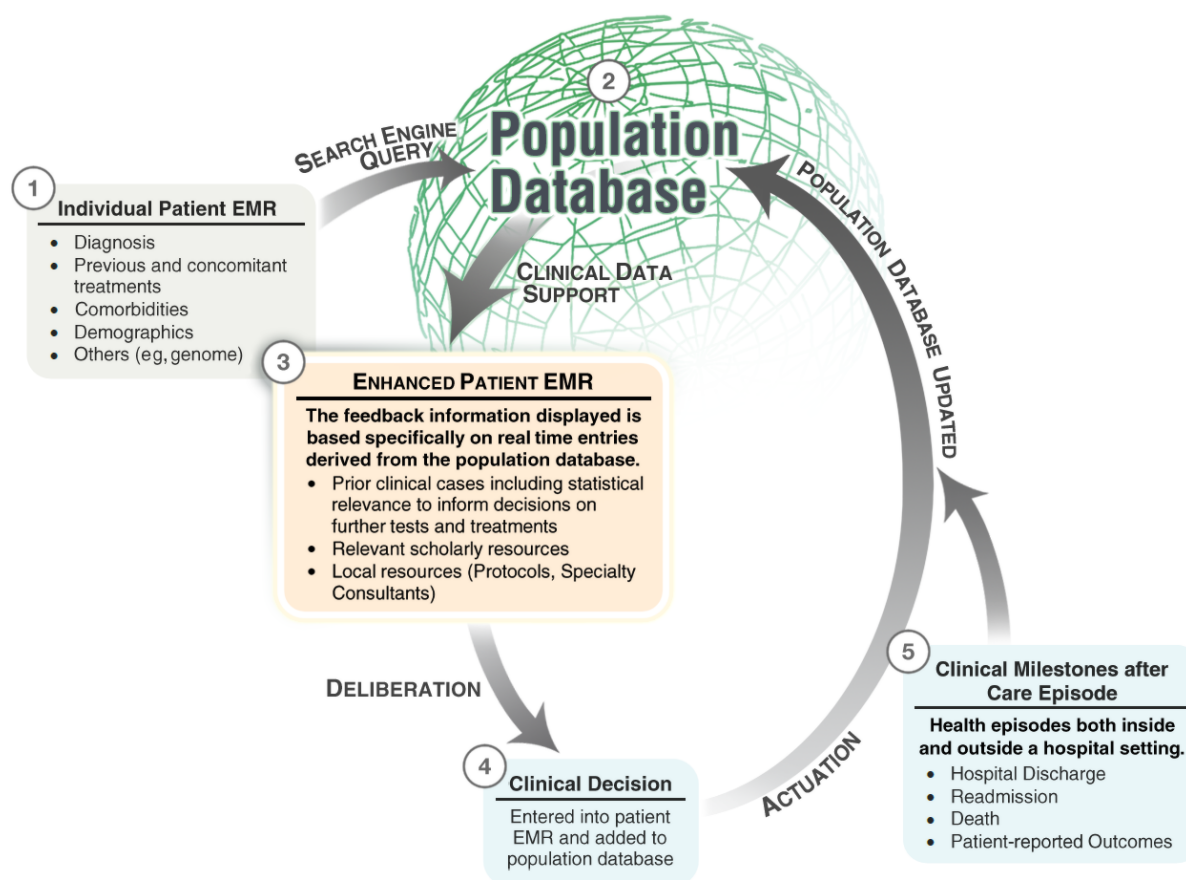 2
Population
Database
SEARCH ENGINE
QUERY
1
Individual Patient EMR
• Diagnosis
• Previous and concomitant
treatments
• Comorbidities
• Demographics
• Others (eg, genome)
CLINICAL DATA
SUPPORT
3
ENHANCED PATIENT EMR
The feedback information displayed is
based specifically on real time entries
derived from the population database.
• Prior clinical cases including statistical
relevance to inform decisions on
further tests and treatments
• Relevant scholarly resources
• Local resources (Protocols, Specialty
Consultants)
DELIBERATION
4
Clinical Decision
Entered into patient
EMR and added to
population database
ACTUATION
POPULATION DATABASE UPDATED
5
Clinical Milestones after
Care Episode
Health episodes both inside
and outside a hospital setting.
• Hospital Discharge
• Readmission
• Death
• Patient-reported Outcomes